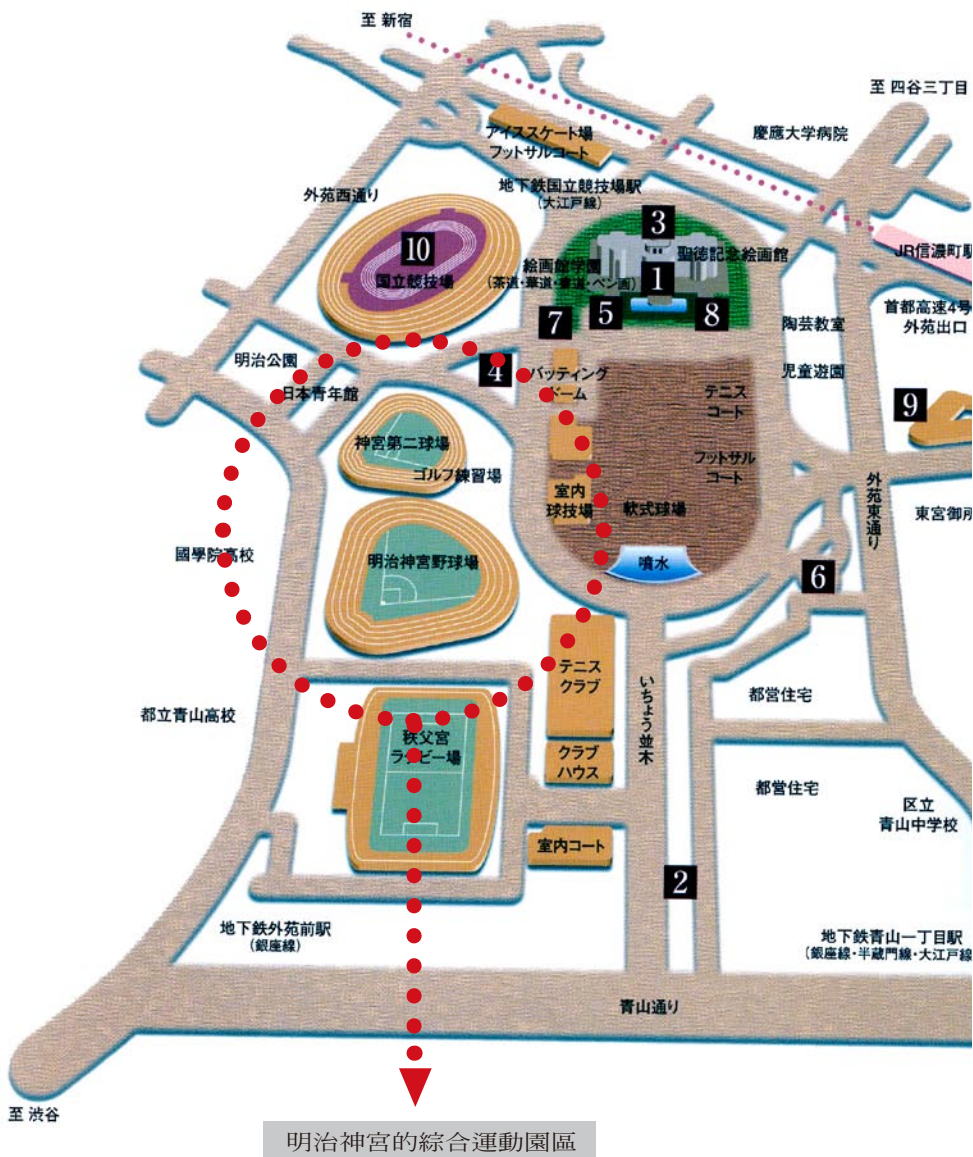 至 新宿
至 四谷三丁目
慶應大学病院
アイススケート場
フットサルコート
地下鉄国立競技場駅
(大江戸線)
外苑西通り
3
聖徳記念絵画館
JR信濃町駅
10
国立競技場
絵画館学園
(茶道・華道・書道・ペン画)
1
5
8
7
首都高速4号
外苑出口
陶芸教室
明治公園
4
児童遊園
日本青年館
バッティング
ドーム
テニス
コート
9
神宮第二球場
ゴルフ練習場
フットサル
コート
室内
球技場
軟式球場
外苑東通り
東宮御所
國學院高校
明治神宮野球場
噴水
6
テニス
クラブ
いちょう並木
都営住宅
都立青山高校
秩父宮
ラグビー場
クラブ
ハウス
都営住宅
区立
青山中学校
室内コート
2
地下鉄外苑前駅
(銀座線)
地下鉄青山一丁目駅
(銀座線・半蔵門線・大江戸線
青山通り
至 渋谷
明治神宮的綜合運動園區